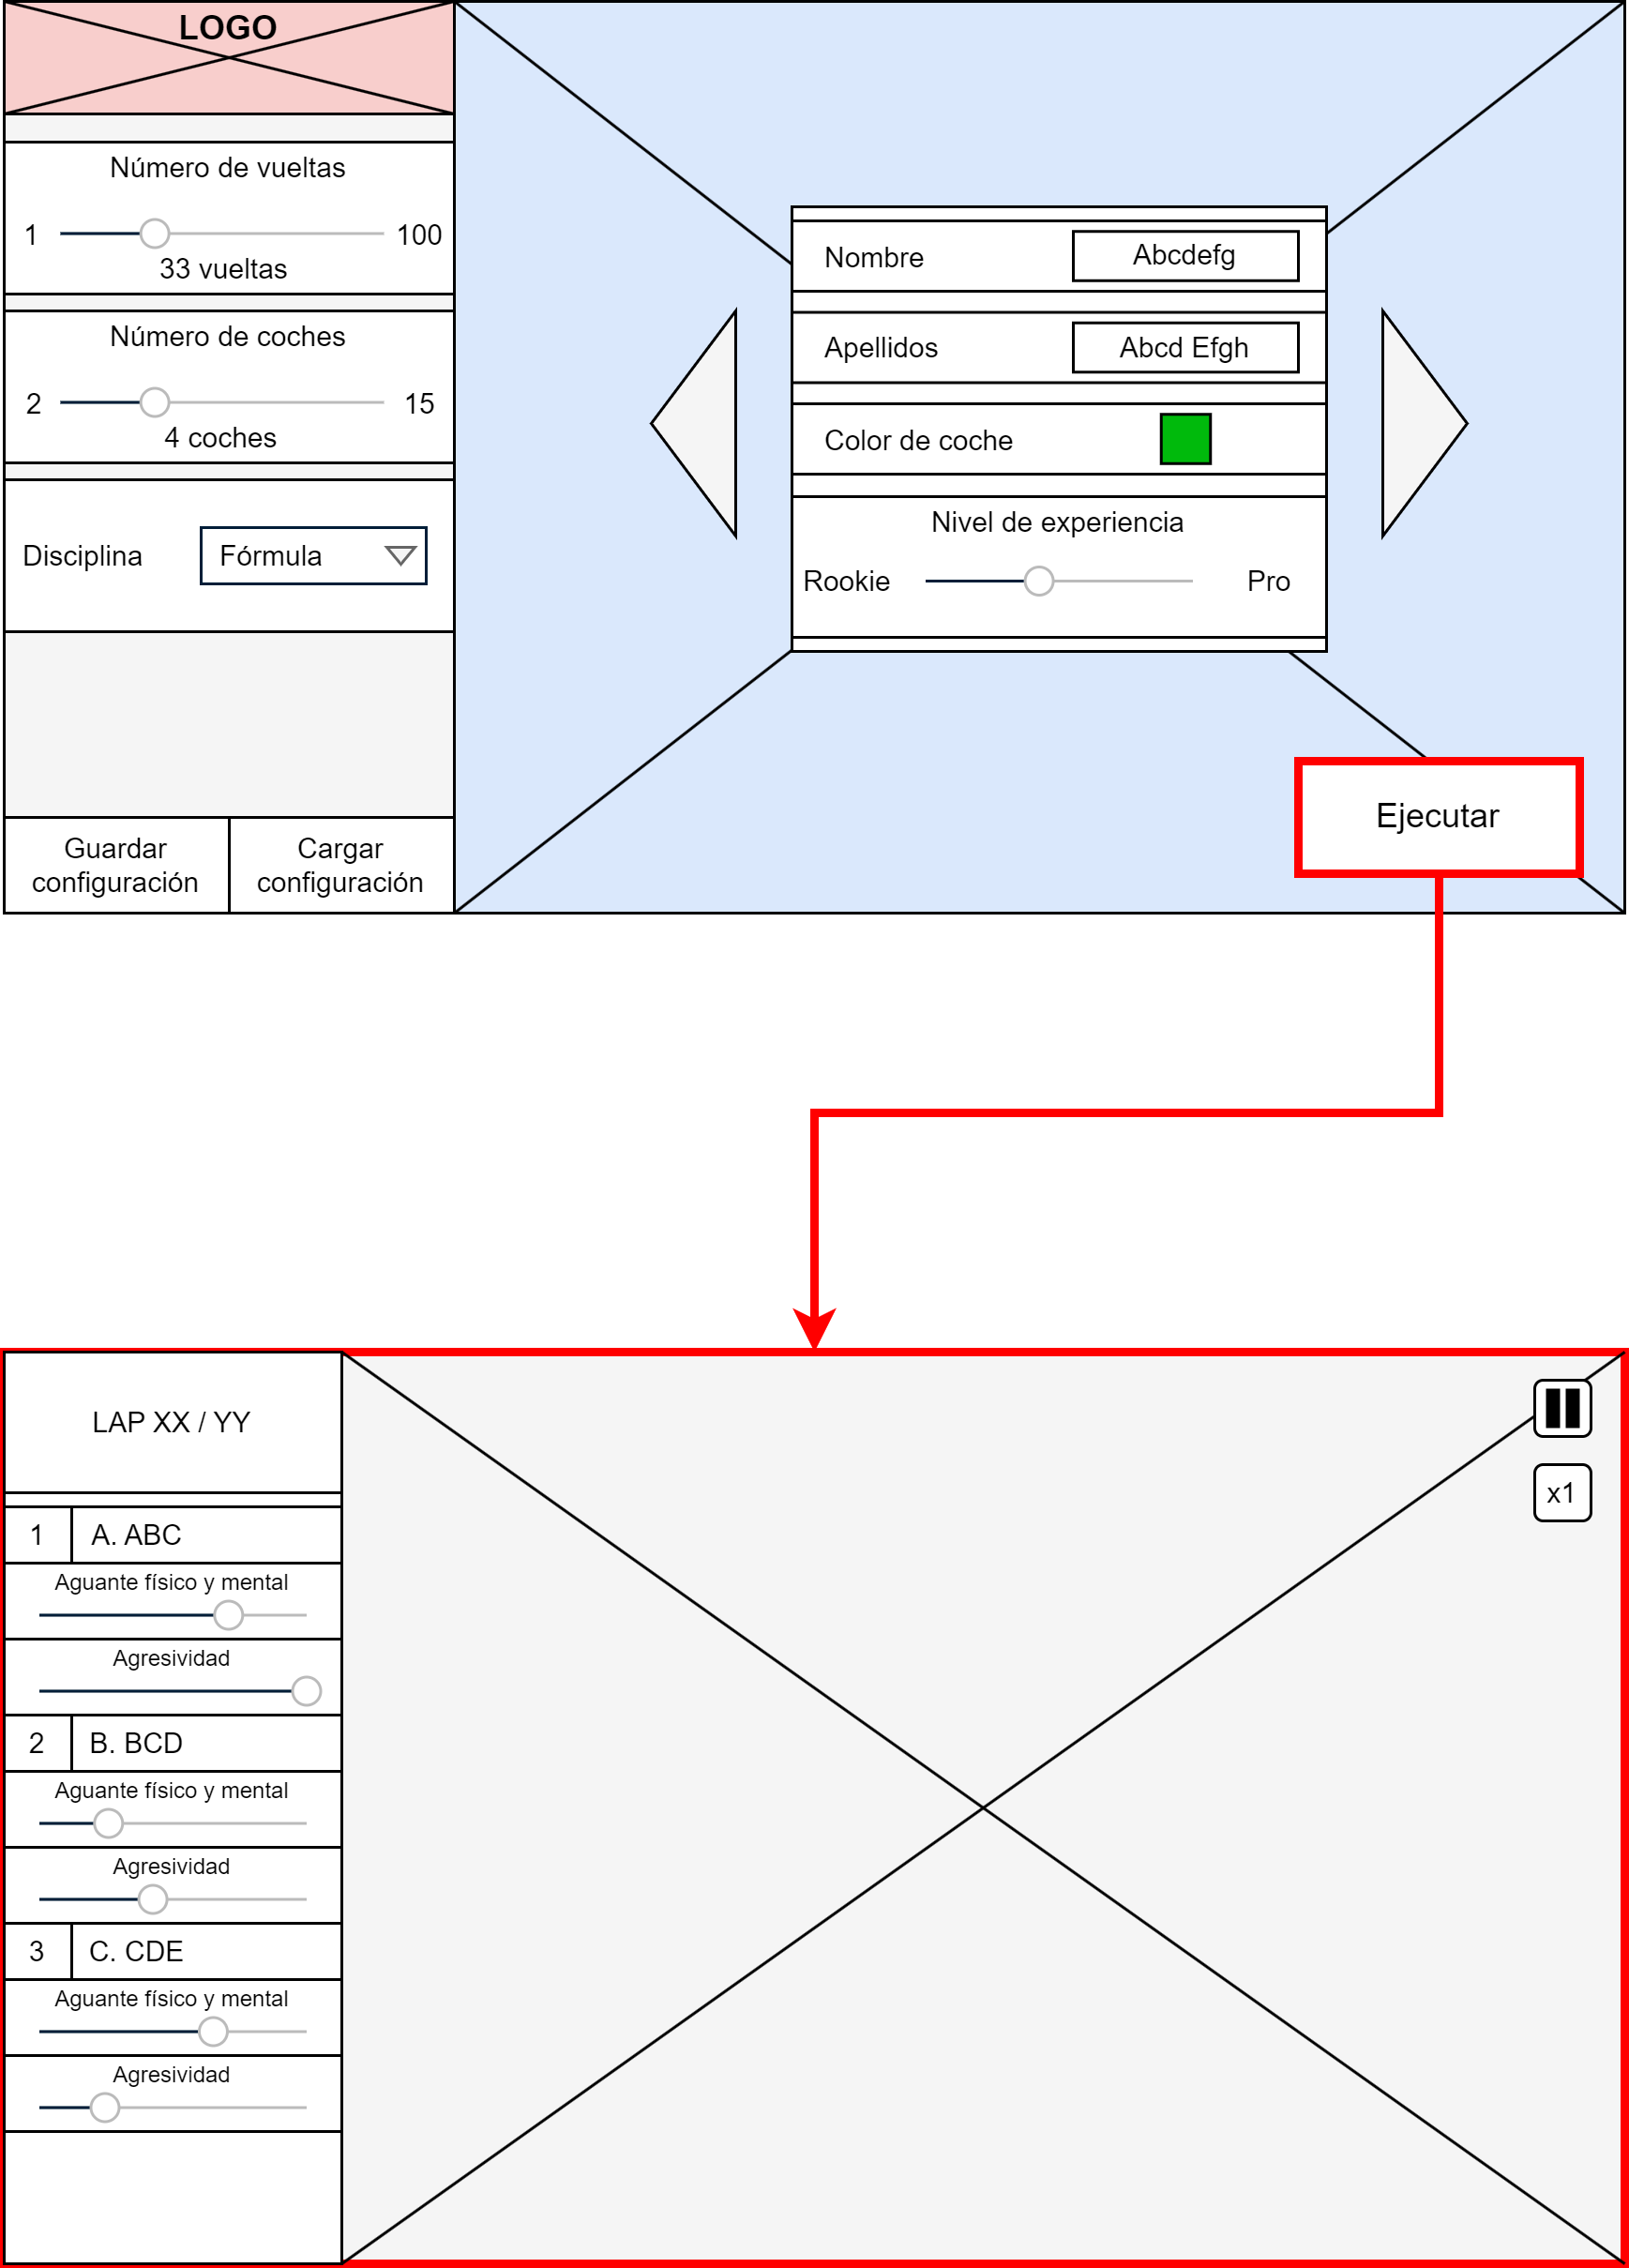 LOGO
Número de vueltas
1 100
33 vueltas
Número de coches
2 15
4 coches
Disciplina Fórmula
Guardar
configuración
Cargar
configuración
Nombre Abcdefg
Apellidos Abcd Efgh
Color de coche
Nivel de experiencia
Rookie Pro
Ejecutar
LAP XX / YY
1 A. ABC
Aguante físico y mental
Agresividad
2 B. BCD
Aguante físico y mental
Agresividad
3 C. CDE
Aguante físico y mental
Agresividad
x1